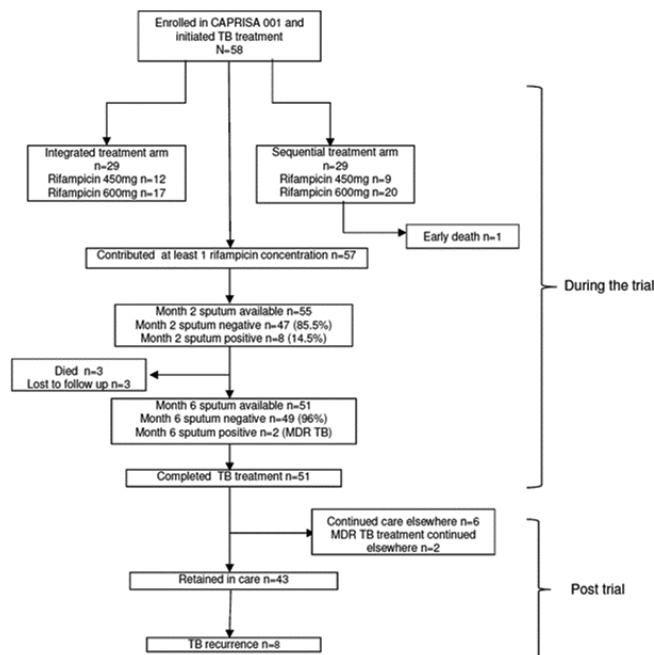 Enrolled in CAPRISA 001 and
initiated TB treatment
N=58
Integrated treatment arm
n=29
Rifampicin 450mg n=12
Rifampicin 600mg n=17
Sequential treatment arm
n=29
Rifampicin 450mg n=9
Rifampicin 600mg n=20
Early death n=1
Contributed at least 1 rifampicin concentration n=57
During the trial
Month 2 sputum available n=55
Month 2 sputum negative n=47 (85.5%)
Month 2 sputum positive n=8 (14.5%)
Died n=3
Lost to follow up n=3
Month 6 sputum available n=51
Month 6 sputum negative n=49 (96%)
Month 6 sputum positive n=2 (MDR TB)
Completed TB treatment n=51
Continued care elsewhere n=6
MDR TB treatment continued
elsewhere n=2
Retained in care n=43
Post trial
TB recurrence n=8